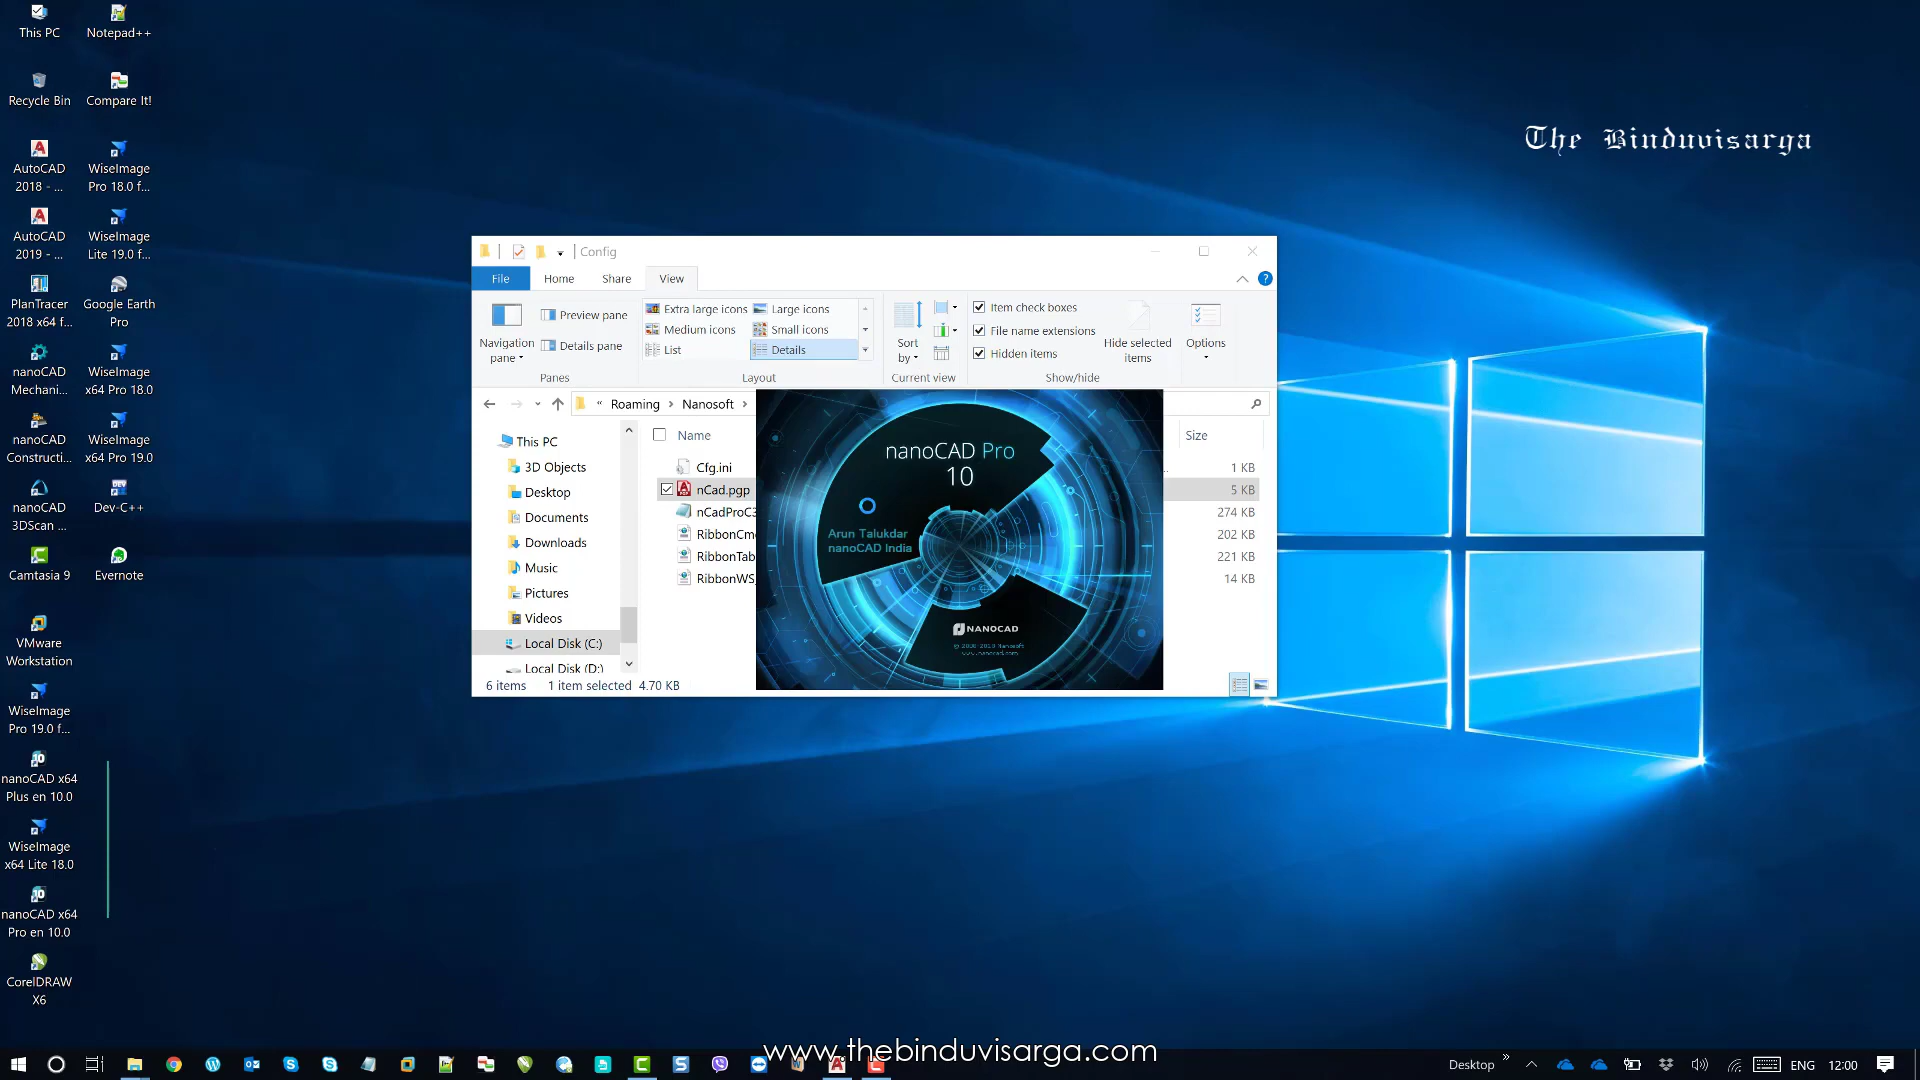 This PC
Notepad++
Recycle Bin
Compare It!
AutoCAD
2018 - ...
WiseImage
Pro 18.0 f...
AutoCAD
2019 - ...
WiseImage
Lite 19.0 f...
PlanTracer
2018 x64 f...
Google Earth
Pro
nanoCAD
Mechani...
WiseImage
x64 Pro 18.0
nanoCAD
Constructi...
WiseImage
x64 Pro 19.0
nanoCAD
3DScan ...
Dev-C++
Camtasia 9
Evernote
VMware
Workstation
WiseImage
Pro 19.0 f...
nanoCAD x64
Plus en 10.0
WiseImage
x64 Lite 18.0
nanoCAD x64
Pro en 10.0
CorelDRAW
X6
The Binduvisarga
Config
File Home Share View
Navigation
pane
Preview pane
Details pane
Panes
Extra large icons Large icons
Medium icons Small icons
List Details
Layout
Sort
by
Current view
Item check boxes
File name extensions
Hidden items
Hide selected
items
Show/hide
Options
« Roaming › Nanosoft ›
This PC
3D Objects
Desktop
Documents
Downloads
Music
Pictures
Videos
Local Disk (C:)
Local Disk (D:)
Name Size
Cfg.ini 1 KB
nCad.pgp 5 KB
nCadProC3 274 KB
RibbonCm 202 KB
RibbonTab 221 KB
RibbonWS 14 KB
nanoCAD Pro
10
Arun Talukdar
nanoCAD India
NANOCAD
6 items 1 item selected 4.70 KB
www.thebinduvisarga.com
Desktop » ENG 12:00